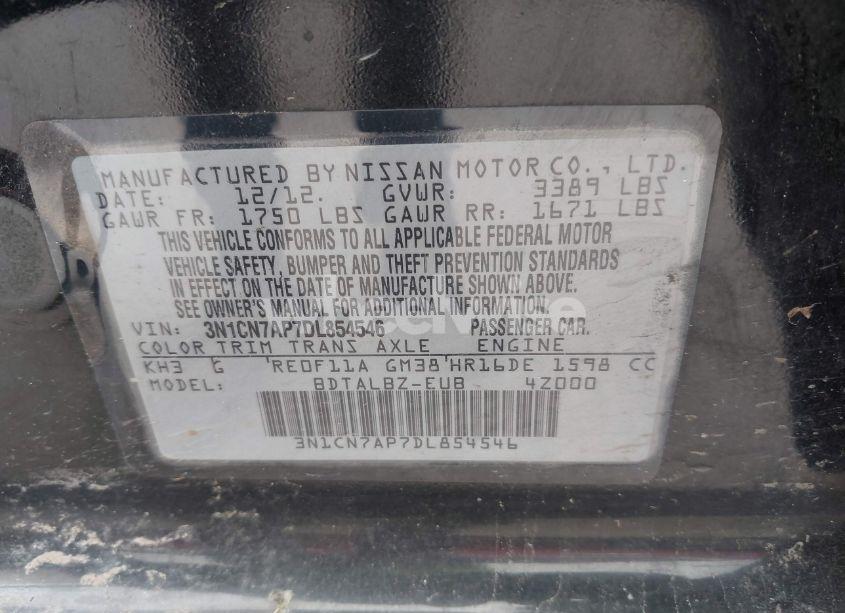 MANUFACTURED BY NISSAN MOTOR CO., LTD.
DATE: 12/12. GVWR: 3389 LBS
GAWR FR: 1750 LBS GAWR RR: 1671 LBS
THIS VEHICLE CONFORMS TO ALL APPLICABLE FEDERAL MOTOR
VEHICLE SAFETY, BUMPER AND THEFT PREVENTION STANDARDS
IN EFFECT ON THE DATE OF MANUFACTURE SHOWN ABOVE.
SEE OWNER'S MANUAL FOR ADDITIONAL INFORMATION.
VIN: 3N1CN7AP7DL854546 PASSENGER CAR.
COLOR TRIM TRANS AXLE ENGINE
KH3 G RE0F11A GM38 HR16DE 1598 CC
MODEL: BDTALBZ-EUB 4Z000
3N1CN7AP7DL854546